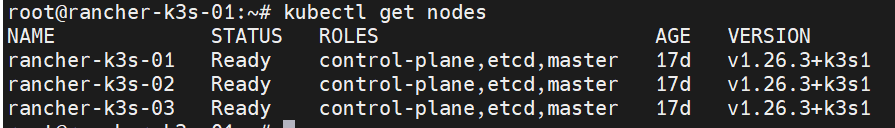 root@rancher-k3s-01:~# kubectl get nodes
NAME STATUS ROLES AGE VERSION
rancher-k3s-01 Ready control-plane,etcd,master 17d v1.26.3+k3s1
rancher-k3s-02 Ready control-plane,etcd,master 17d v1.26.3+k3s1
rancher-k3s-03 Ready control-plane,etcd,master 17d v1.26.3+k3s1
root@rancher-k3s-01:~#